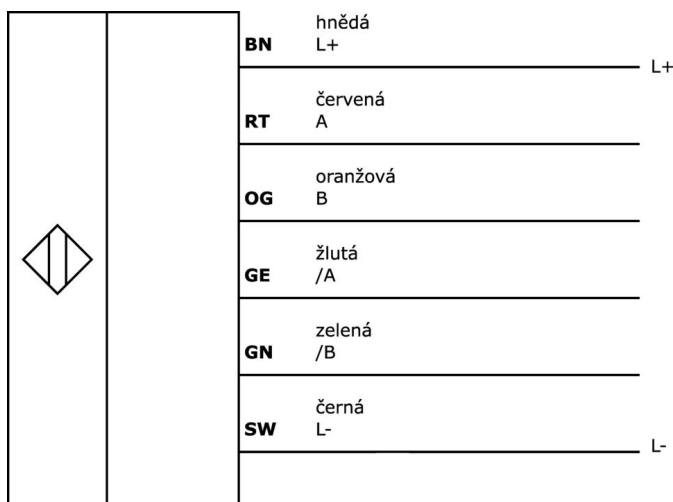 hnědá
BN L+
L+
červená
RT A
oranžová
OG B
žlutá
GE /A
zelená
GN /B
černá
SW L-
L-